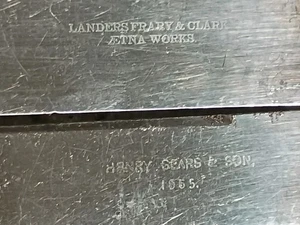 LANDERS FRARY & CLARK
ÆTNA WORKS.
HENRY SEARS & SON,
1865.